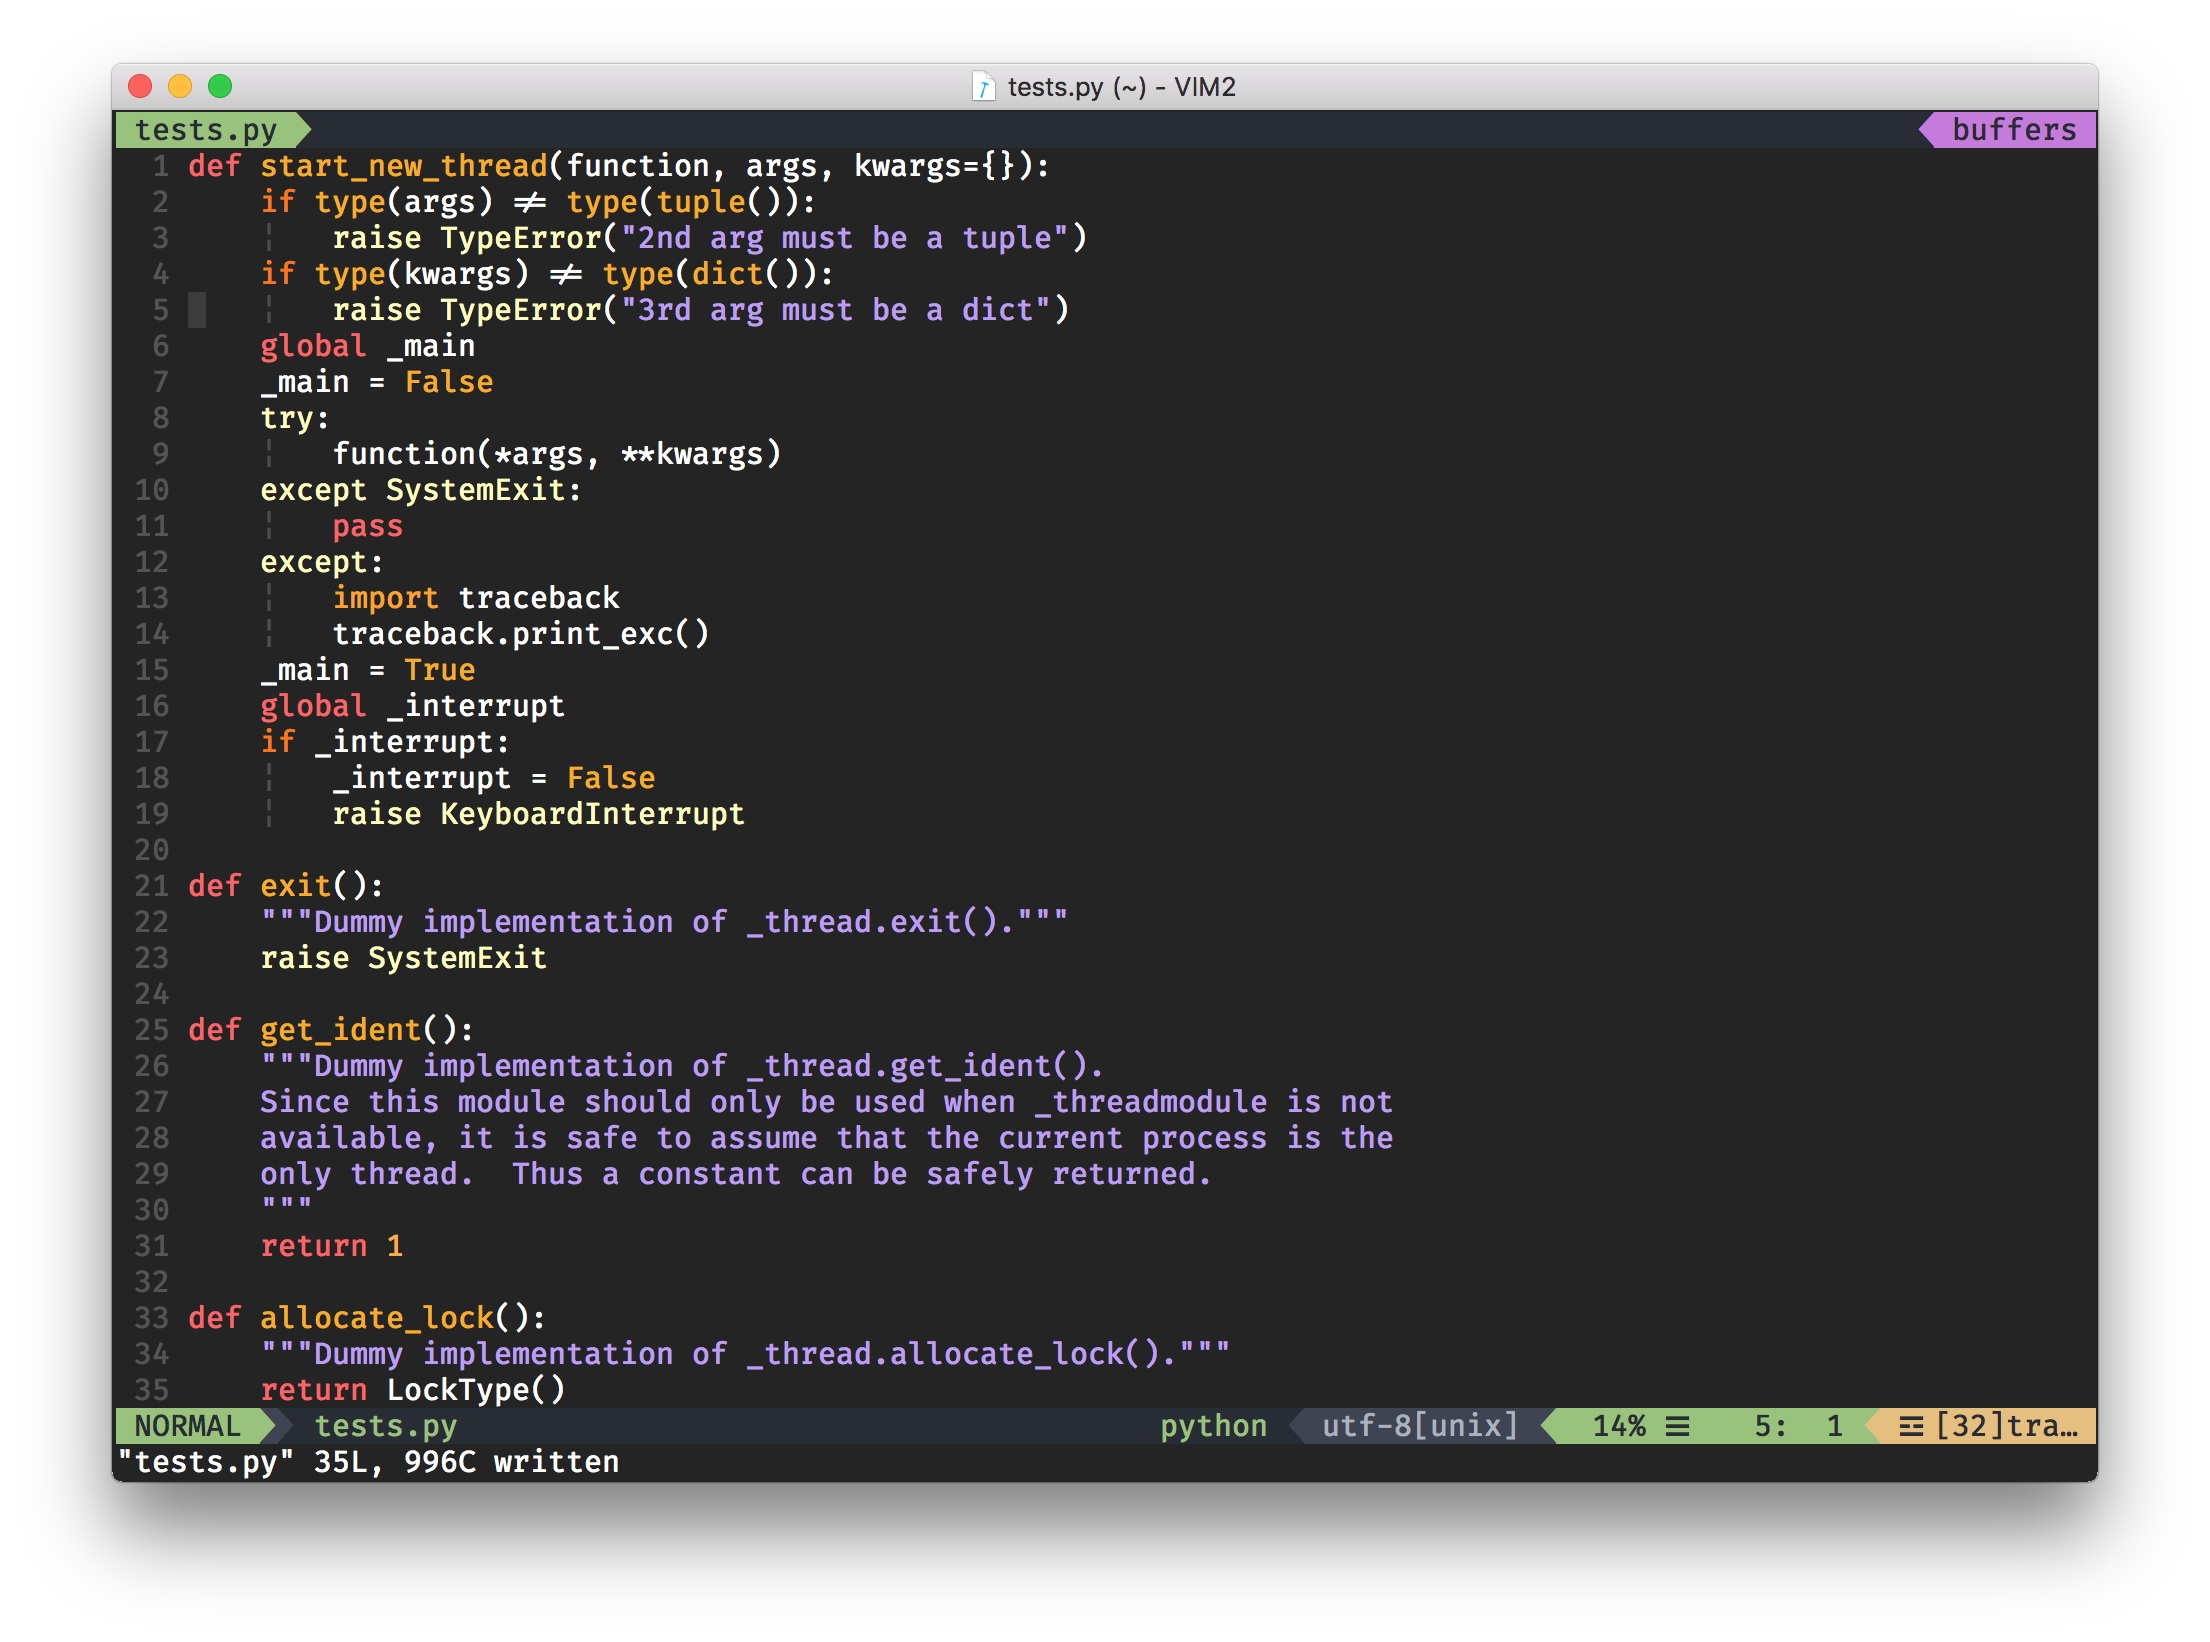 tests.py (~) - VIM2
tests.py buffers
1 def start_new_thread(function, args, kwargs={}):
2     if type(args) != type(tuple()):
3         raise TypeError("2nd arg must be a tuple")
4     if type(kwargs) != type(dict()):
5         raise TypeError("3rd arg must be a dict")
6     global _main
7     _main = False
8     try:
9         function(*args, **kwargs)
10     except SystemExit:
11         pass
12     except:
13         import traceback
14         traceback.print_exc()
15     _main = True
16     global _interrupt
17     if _interrupt:
18         _interrupt = False
19         raise KeyboardInterrupt
20
21 def exit():
22     """Dummy implementation of _thread.exit()."""
23     raise SystemExit
24
25 def get_ident():
26     """Dummy implementation of _thread.get_ident().
27     Since this module should only be used when _threadmodule is not
28     available, it is safe to assume that the current process is the
29     only thread.  Thus a constant can be safely returned.
30     """
31     return 1
32
33 def allocate_lock():
34     """Dummy implementation of _thread.allocate_lock()."""
35     return LockType()
NORMAL tests.py python utf-8[unix] 14% ☰ 5: 1 ☲ [32]tra…
"tests.py" 35L, 996C written